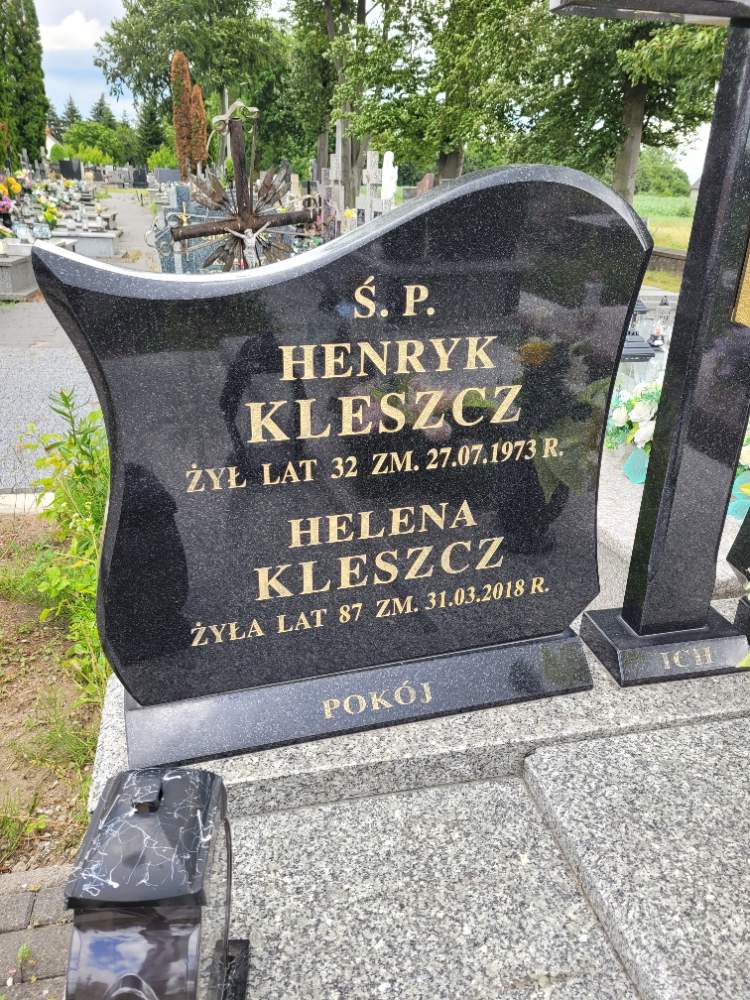 Ś. P.
HENRYK
KLESZCZ
ŻYŁ LAT 32 ZM. 27.07.1973 R.
HELENA
KLESZCZ
ŻYŁA LAT 87 ZM. 31.03.2018 R.
POKÓJ
ICH